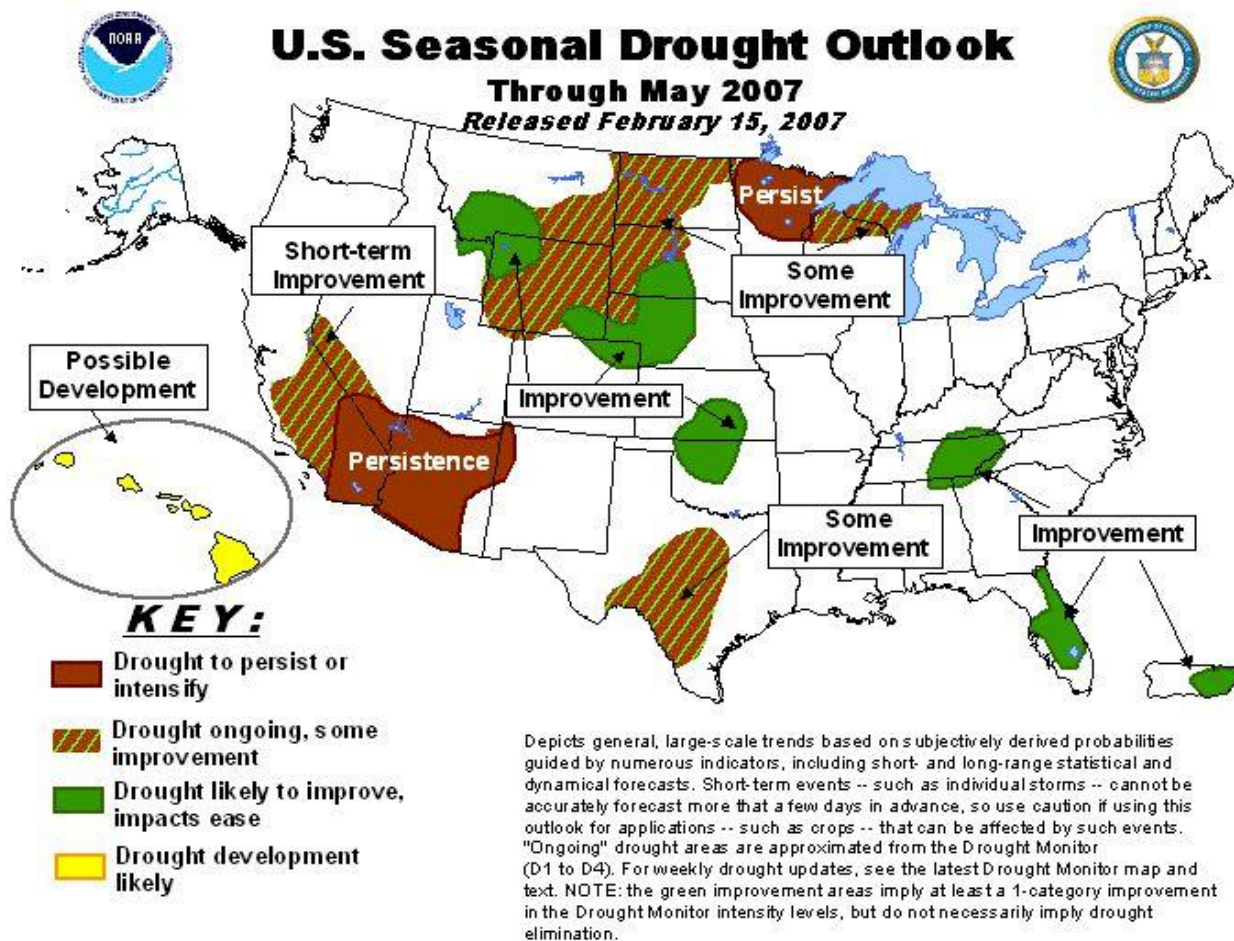 NOAA
U.S. Seasonal Drought Outlook
Through May 2007
Released February 15, 2007
Persist
Short-term
Improvement
Some
Improvement
Possible
Development
Improvement
Persistence
Some
Improvement
Improvement
KEY:
Drought to persist or
intensify
Drought ongoing, some
improvement
Drought likely to improve,
impacts ease
Drought development
likely
Depicts general, large-scale trends based on subjectively derived probabilities
guided by numerous indicators, including short- and long-range statistical and
dynamical forecasts. Short-term events -- such as individual storms -- cannot be
accurately forecast more that a few days in advance, so use caution if using this
outlook for applications -- such as crops -- that can be affected by such events.
"Ongoing" drought areas are approximated from the Drought Monitor
(D1 to D4). For weekly drought updates, see the latest Drought Monitor map and
text. NOTE: the green improvement areas imply at least a 1-category improvement
in the Drought Monitor intensity levels, but do not necessarily imply drought
elimination.